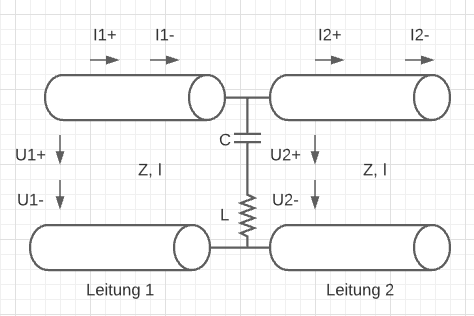 I1+ I1- I2+ I2-
C
U1+ U2+
Z, l Z, l
U1- U2-
L
Leitung 1 Leitung 2